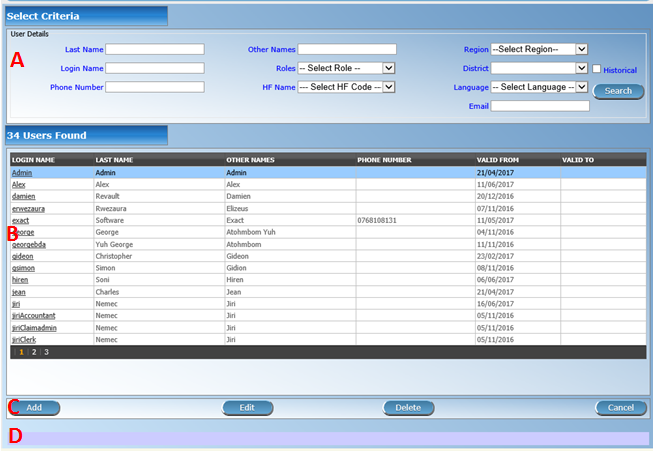 Select Criteria
User Details
A
Last Name
Other Names
Region --Select Region--
Login Name
Roles -- Select Role --
District
Historical
Phone Number
HF Name --- Select HF Code --
Language -- Select Language --
Search
Email
34 Users Found
LOGIN NAME LAST NAME OTHER NAMES PHONE NUMBER VALID FROM VALID TO
Admin Admin Admin 21/04/2017
Alex Alex Alex 11/06/2017
damien Revault Damien 20/12/2016
erwezaura Rwezaura Elizeus 07/11/2016
exact Software Exact 0768108131 11/05/2017
george George Atohmbom Yuh 04/11/2016
B
georgebda Yuh George Atohmbom 11/11/2016
gideon Christopher Gideon 23/02/2017
gsimon Simon Gidion 08/11/2016
hiren Soni Hiren 06/06/2017
jean Charles Jean 21/04/2017
jiri Nemec Jiri 16/06/2017
jiriAccountant Nemec Jiri 05/11/2016
jiriClaimadmin Nemec Jiri 05/11/2016
jiriClerk Nemec Jiri 05/11/2016
1 2 3
C
Add Edit Delete Cancel
D